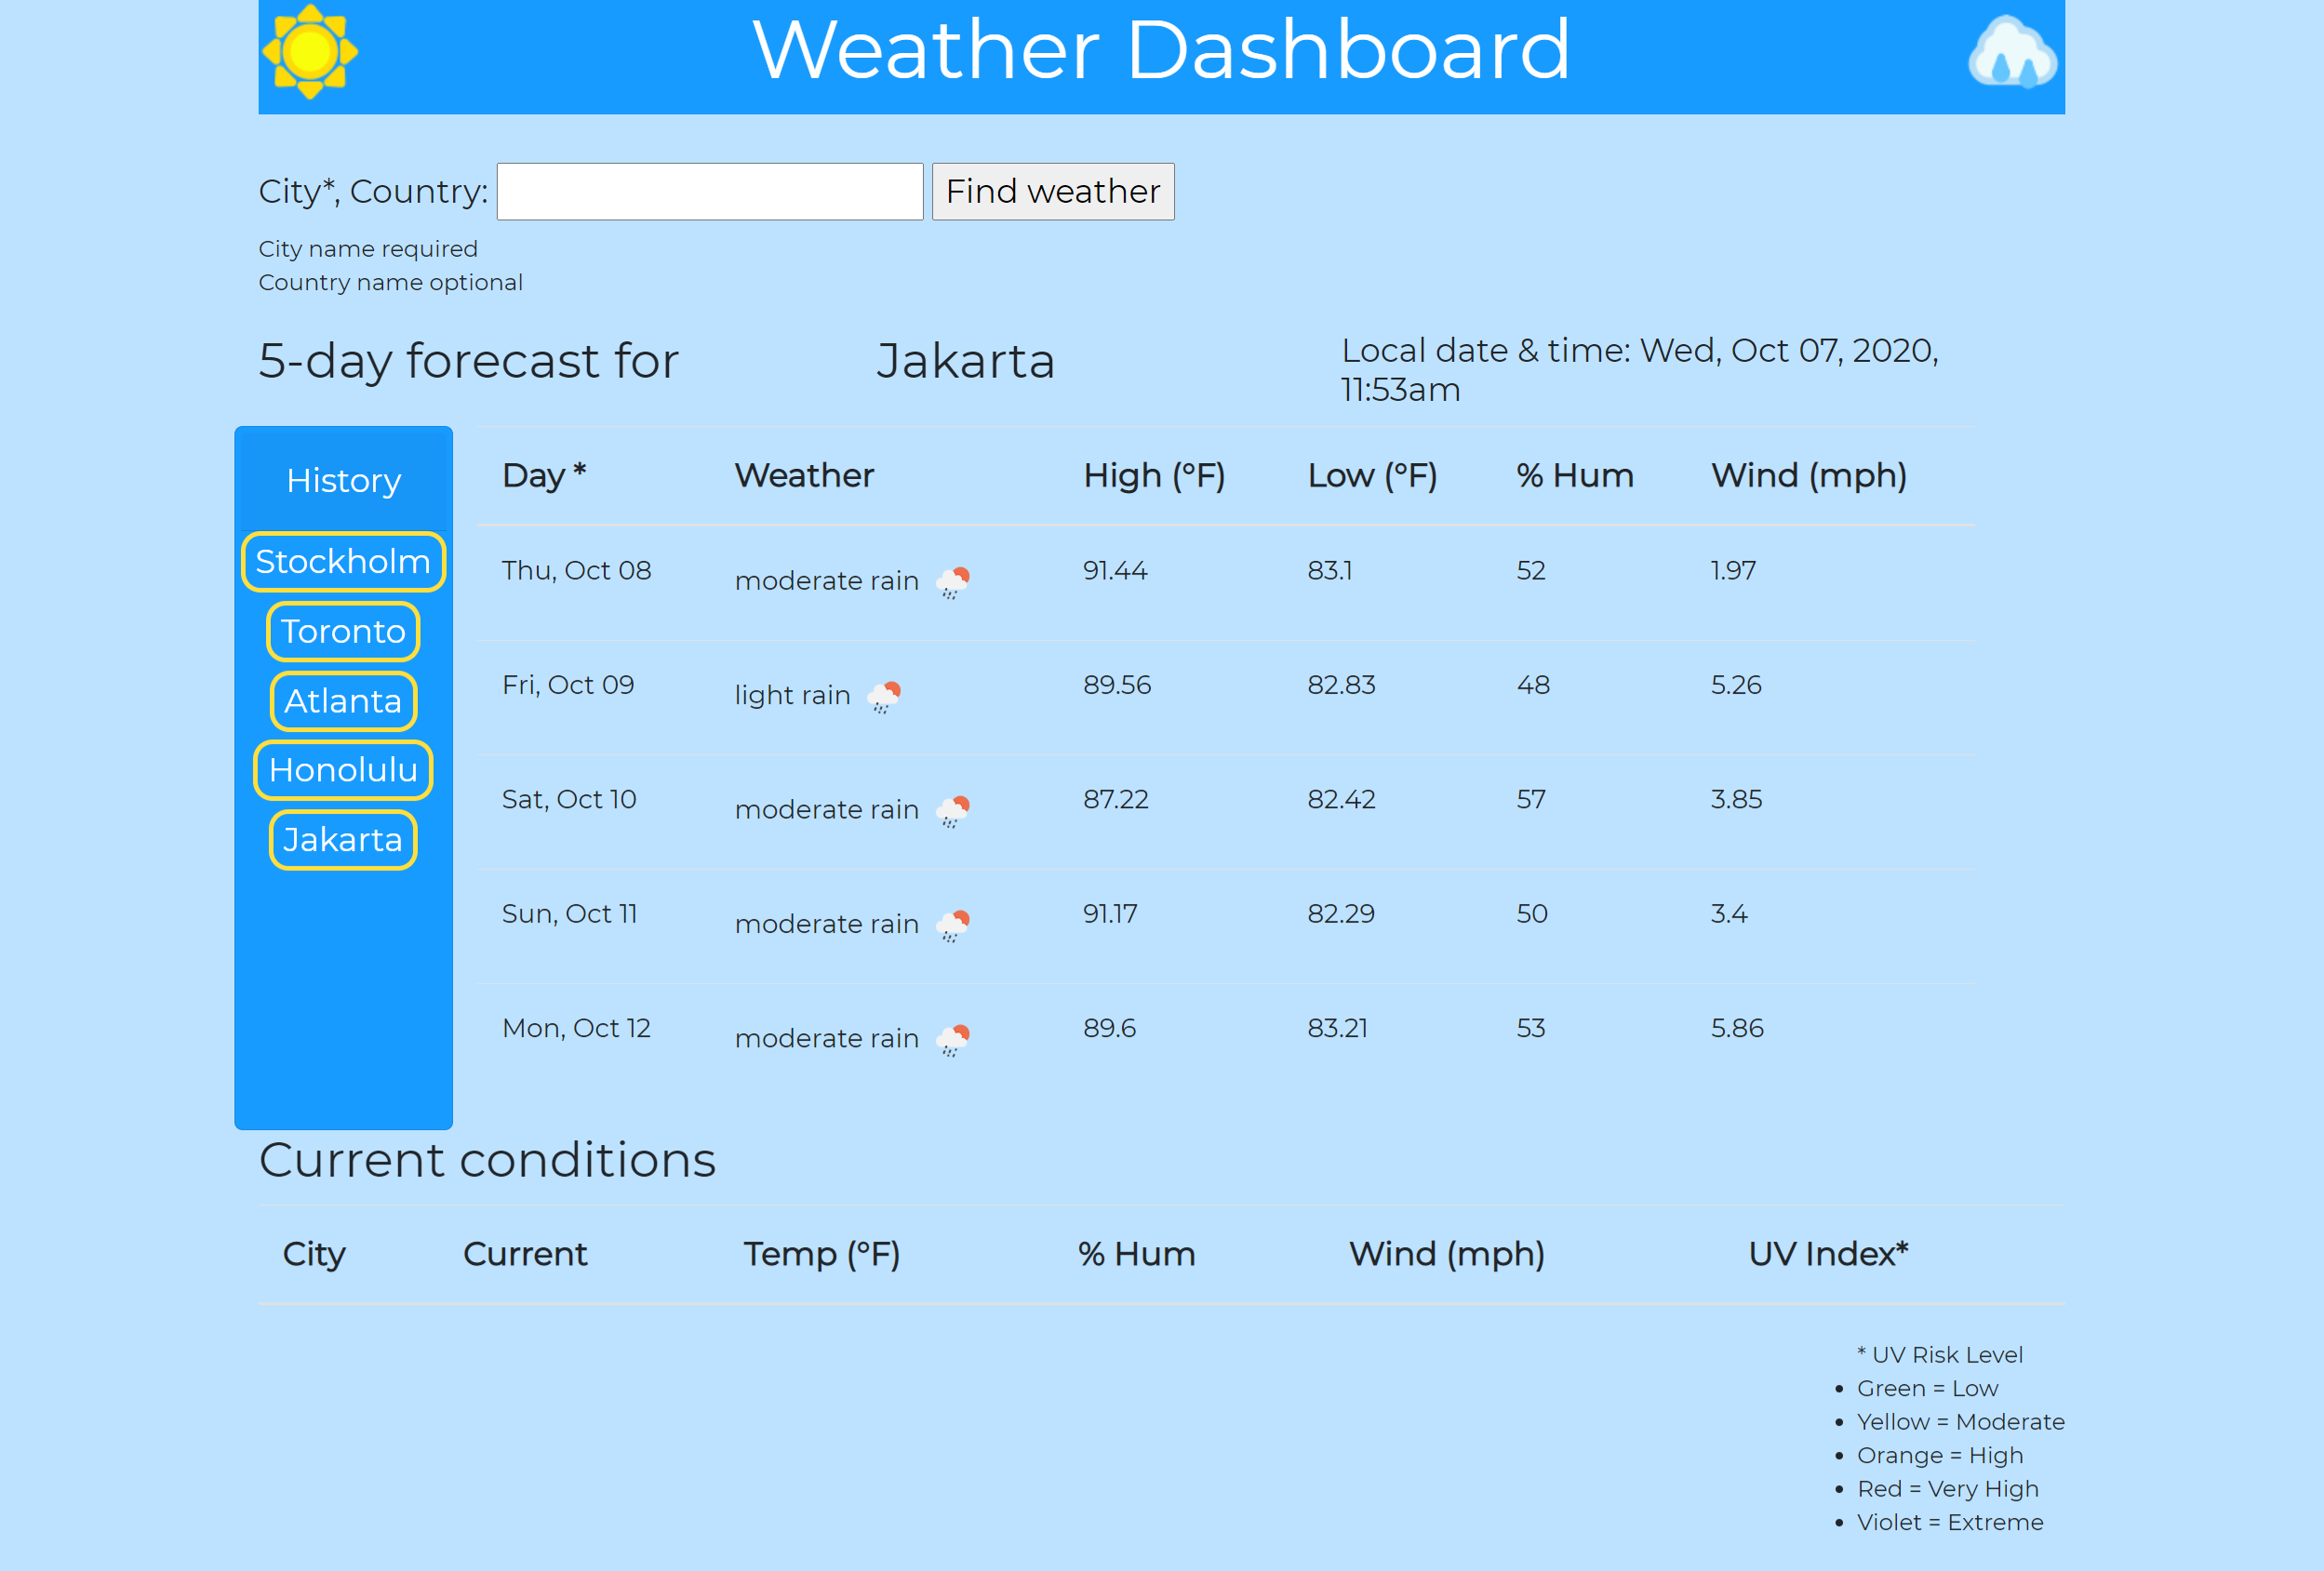 Weather Dashboard
City*, Country: Find weather
City name required
Country name optional
5-day forecast for Jakarta Local date & time: Wed, Oct 07, 2020,
11:53am
History
Stockholm
Toronto
Atlanta
Honolulu
Jakarta
Day * Weather High (°F) Low (°F) % Hum Wind (mph)
Thu, Oct 08 moderate rain 91.44 83.1 52 1.97
Fri, Oct 09 light rain 89.56 82.83 48 5.26
Sat, Oct 10 moderate rain 87.22 82.42 57 3.85
Sun, Oct 11 moderate rain 91.17 82.29 50 3.4
Mon, Oct 12 moderate rain 89.6 83.21 53 5.86
Current conditions
City Current Temp (°F) % Hum Wind (mph) UV Index*
* UV Risk Level
• Green = Low
• Yellow = Moderate
• Orange = High
• Red = Very High
• Violet = Extreme